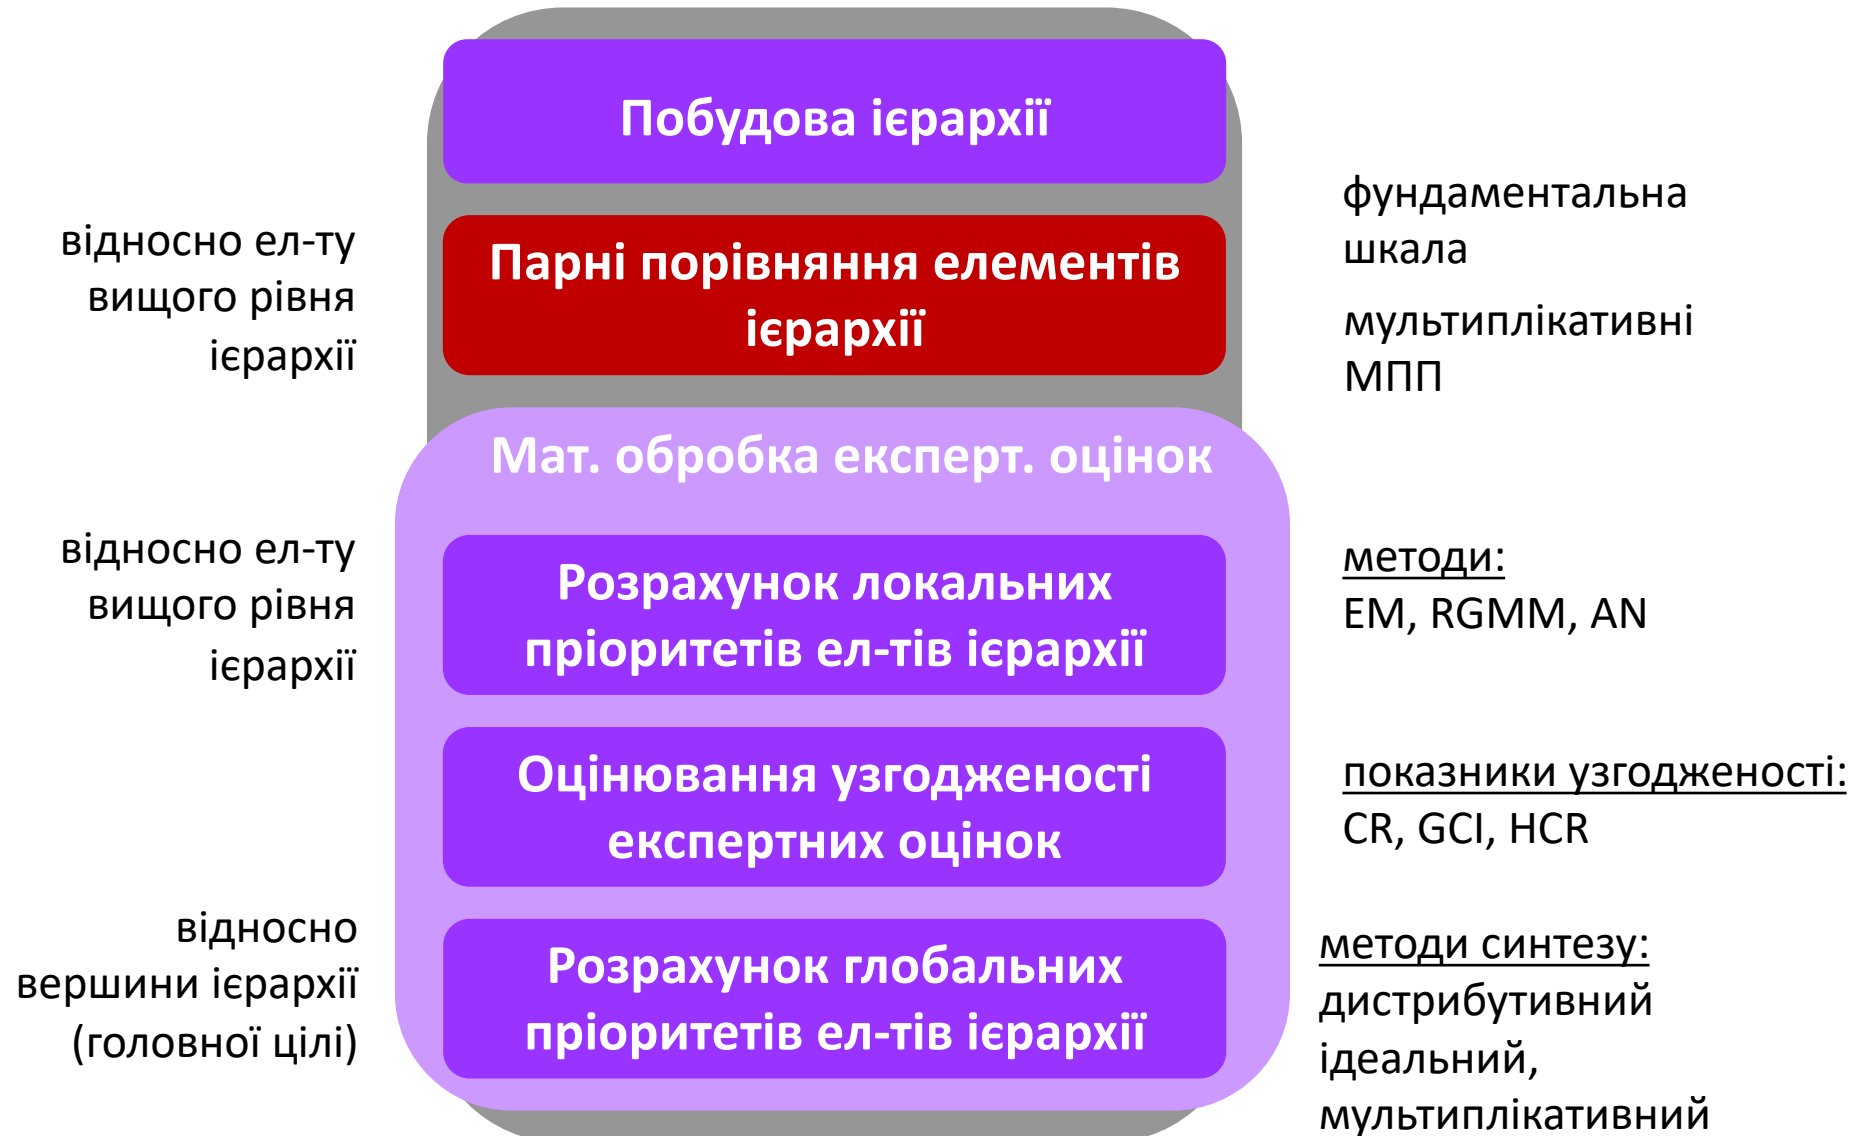 Побудова ієрархії
відносно ел-ту
вищого рівня
ієрархії
Парні порівняння елементів
ієрархії
фундаментальна
шкала
мультиплікативні
МПП
Мат. обробка експерт. оцінок
відносно ел-ту
вищого рівня
ієрархії
Розрахунок локальних
пріоритетів ел-тів ієрархії
методи:
EM, RGMM, AN
Оцінювання узгодженості
експертних оцінок
показники узгодженості:
CR, GCI, HCR
відносно
вершини ієрархії
(головної цілі)
Розрахунок глобальних
пріоритетів ел-тів ієрархії
методи синтезу:
дистрибутивний
ідеальний,
мультиплікативний